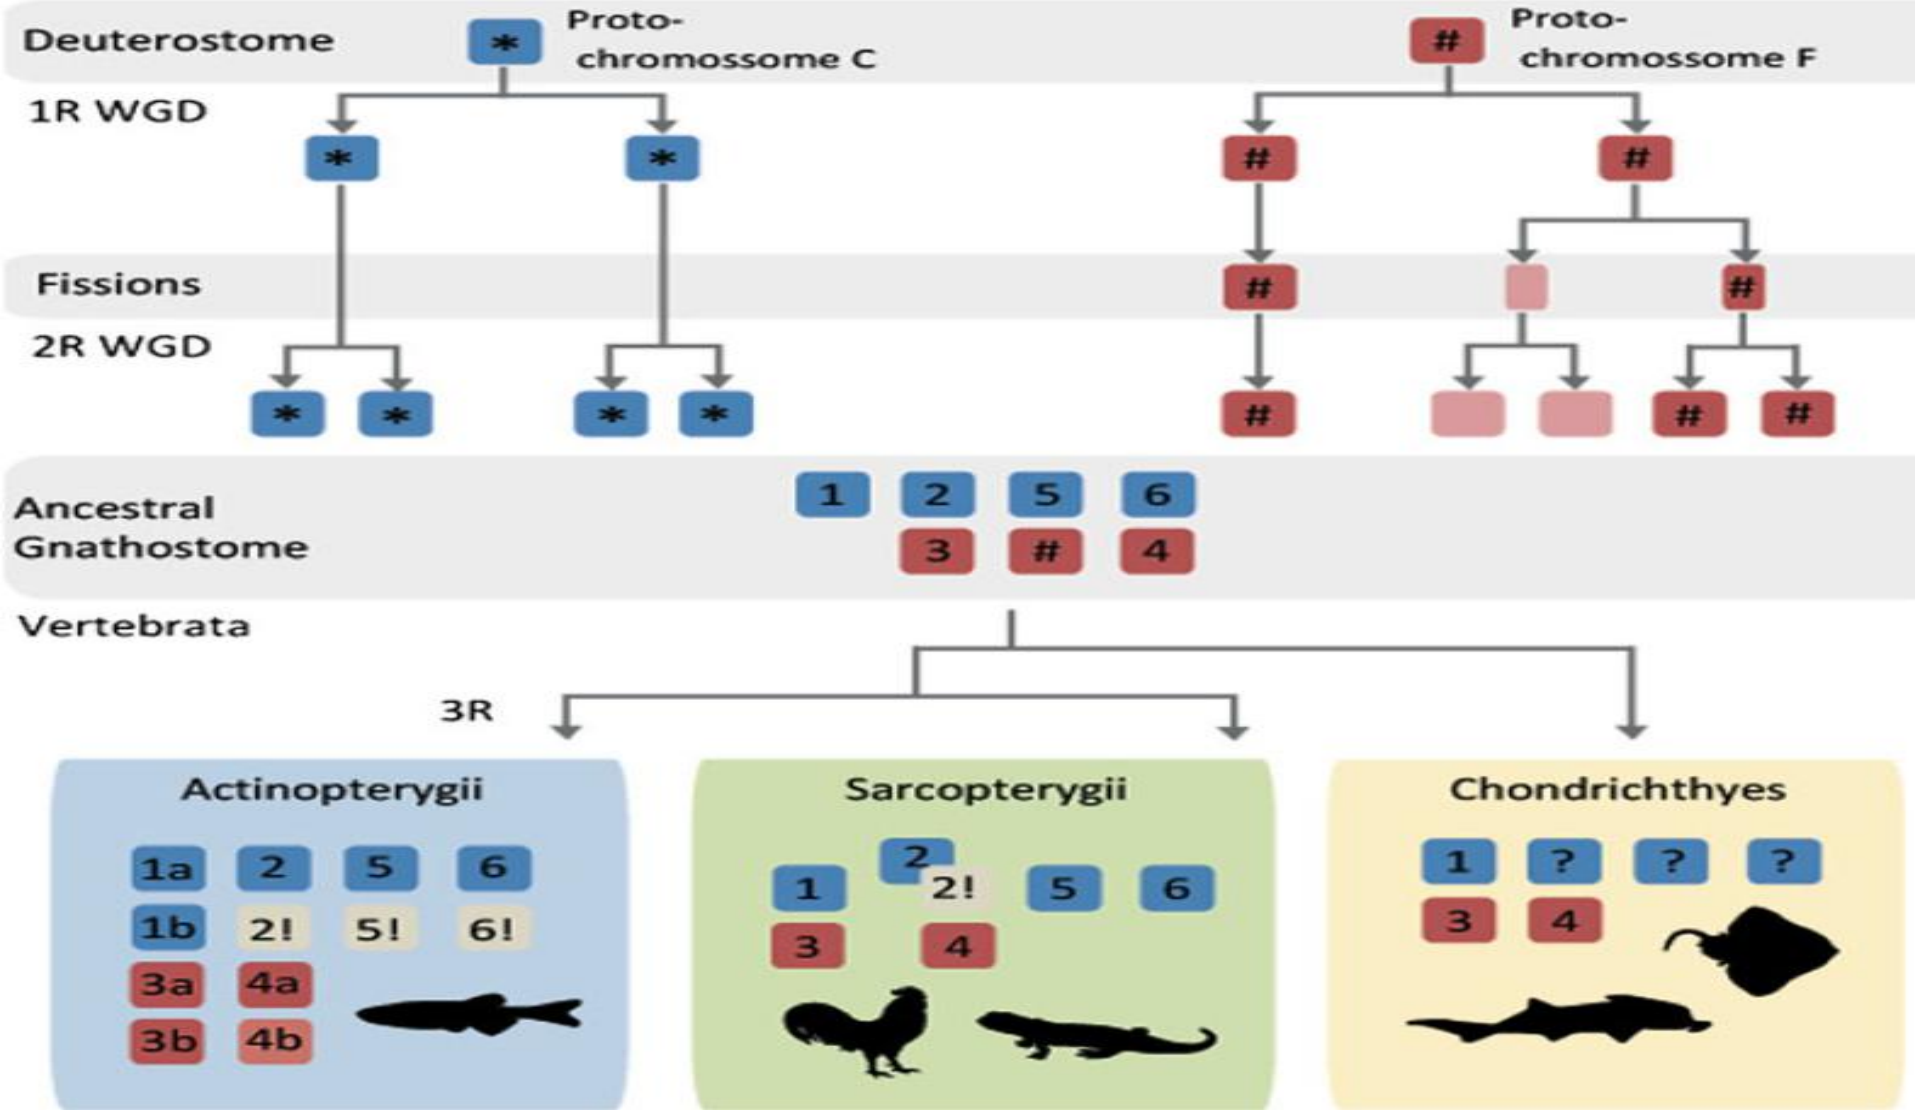 Deuterostome
*
Proto-
chromossome C
#
Proto-
chromossome F
1R WGD
* * # #
Fissions
# #
2R WGD
* * * * # # #
Ancestral
Gnathostome
1 2 5 6
3 # 4
Vertebrata
3R
Actinopterygii
1a 2 5 6
1b 2! 5! 6!
3a 4a
3b 4b
Sarcopterygii
2
1 2! 5 6
3 4
Chondrichthyes
1 ? ? ?
3 4